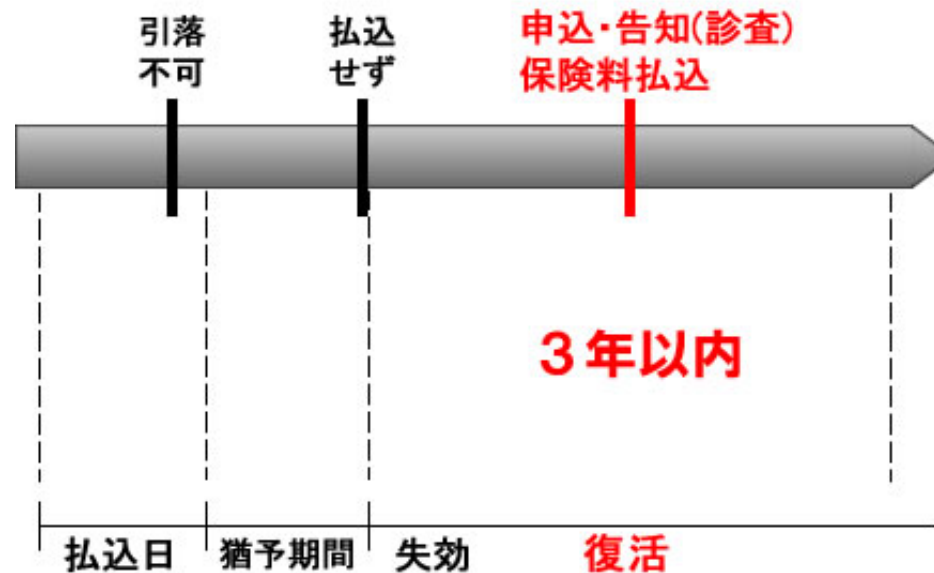 引落
不可
払込
せず
申込・告知(診査)
保険料払込
３年以内
払込日
猶予期間
失効
復活